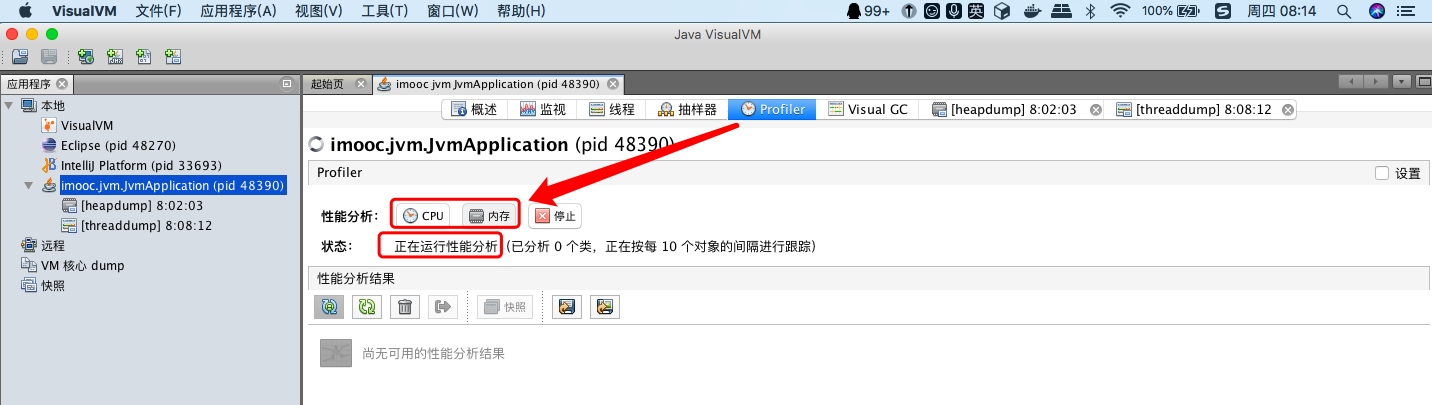 VisualVM 文件(F) 应用程序(A) 视图(V) 工具(T) 窗口(W) 帮助(H) 99+ 英 100% 周四 08:14
Java VisualVM
应用程序
起始页 imooc jvm JvmApplication (pid 48390)
本地
VisualVM
Eclipse (pid 48270)
IntelliJ Platform (pid 33693)
imooc.jvm.JvmApplication (pid 48390)
[heapdump] 8:02:03
[threaddump] 8:08:12
远程
VM 核心 dump
快照
概述 监视 线程 抽样器 Profiler Visual GC [heapdump] 8:02:03 [threaddump] 8:08:12
imooc.jvm.JvmApplication (pid 48390)
Profiler 设置
性能分析: CPU 内存 停止
状态: 正在运行性能分析 (已分析 0 个类，正在按每 10 个对象的间隔进行跟踪)
性能分析结果
快照
尚无可用的性能分析结果